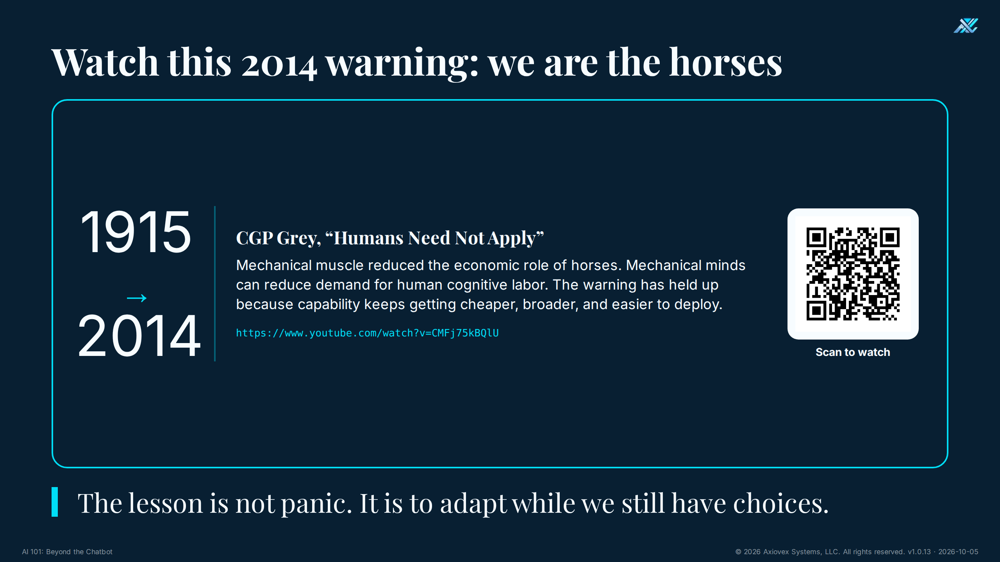 Watch this 2014 warning: we are the horses
1915
→
2014
CGP Grey, “Humans Need Not Apply”
Mechanical muscle reduced the economic role of horses. Mechanical minds
can reduce demand for human cognitive labor. The warning has held up
because capability keeps getting cheaper, broader, and easier to deploy.
https://www.youtube.com/watch?v=CMFj75kBQlU
Scan to watch
The lesson is not panic. It is to adapt while we still have choices.
AI 101: Beyond the Chatbot
© 2026 Axiovex Systems, LLC. All rights reserved. v1.0.13 · 2026-10-05